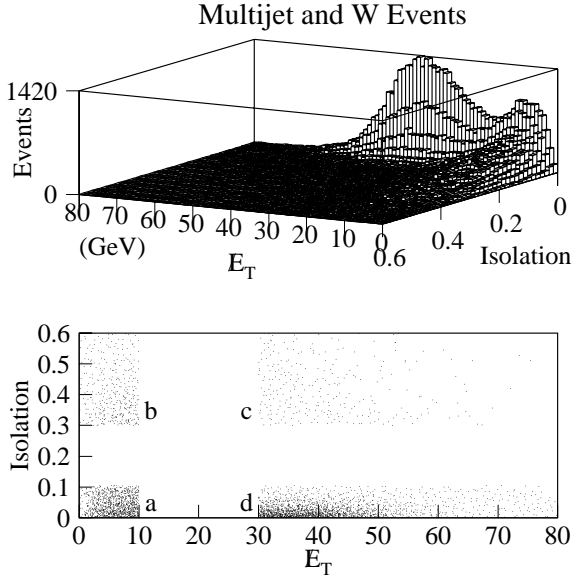 Multijet and W Events
1420
Events
0
80 70 60 50 40 30 20 10 0
(GeV)
E_T
0.6 0.4 0.2 0
Isolation
0.6
0.5
0.4
0.3
0.2
0.1
0
Isolation
b c
a d
0 10 20 30 40 50 60 70 80
E_T